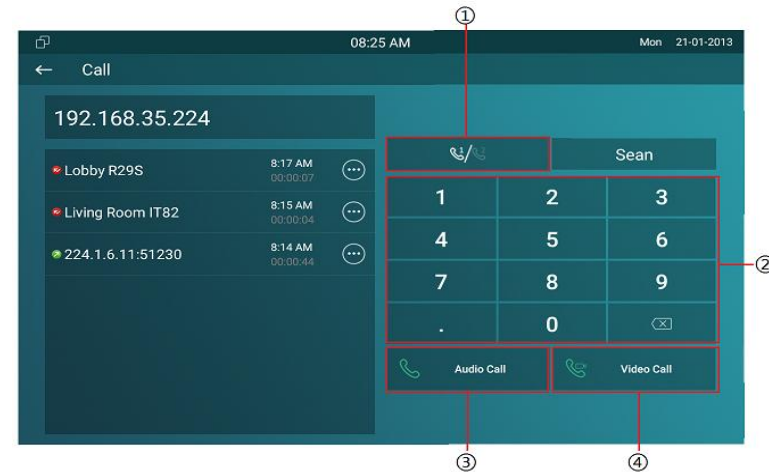 ①
08:25 AM Mon 21-01-2013
← Call
192.168.35.224
Lobby R29S 8:17 AM
00:00:07
Living Room IT82 8:15 AM
00:00:04
224.1.6.11:51230 8:14 AM
00:00:44
1/2 Sean
1 2 3
4 5 6
7 8 9
. 0
②
Audio Call Video Call
③ ④